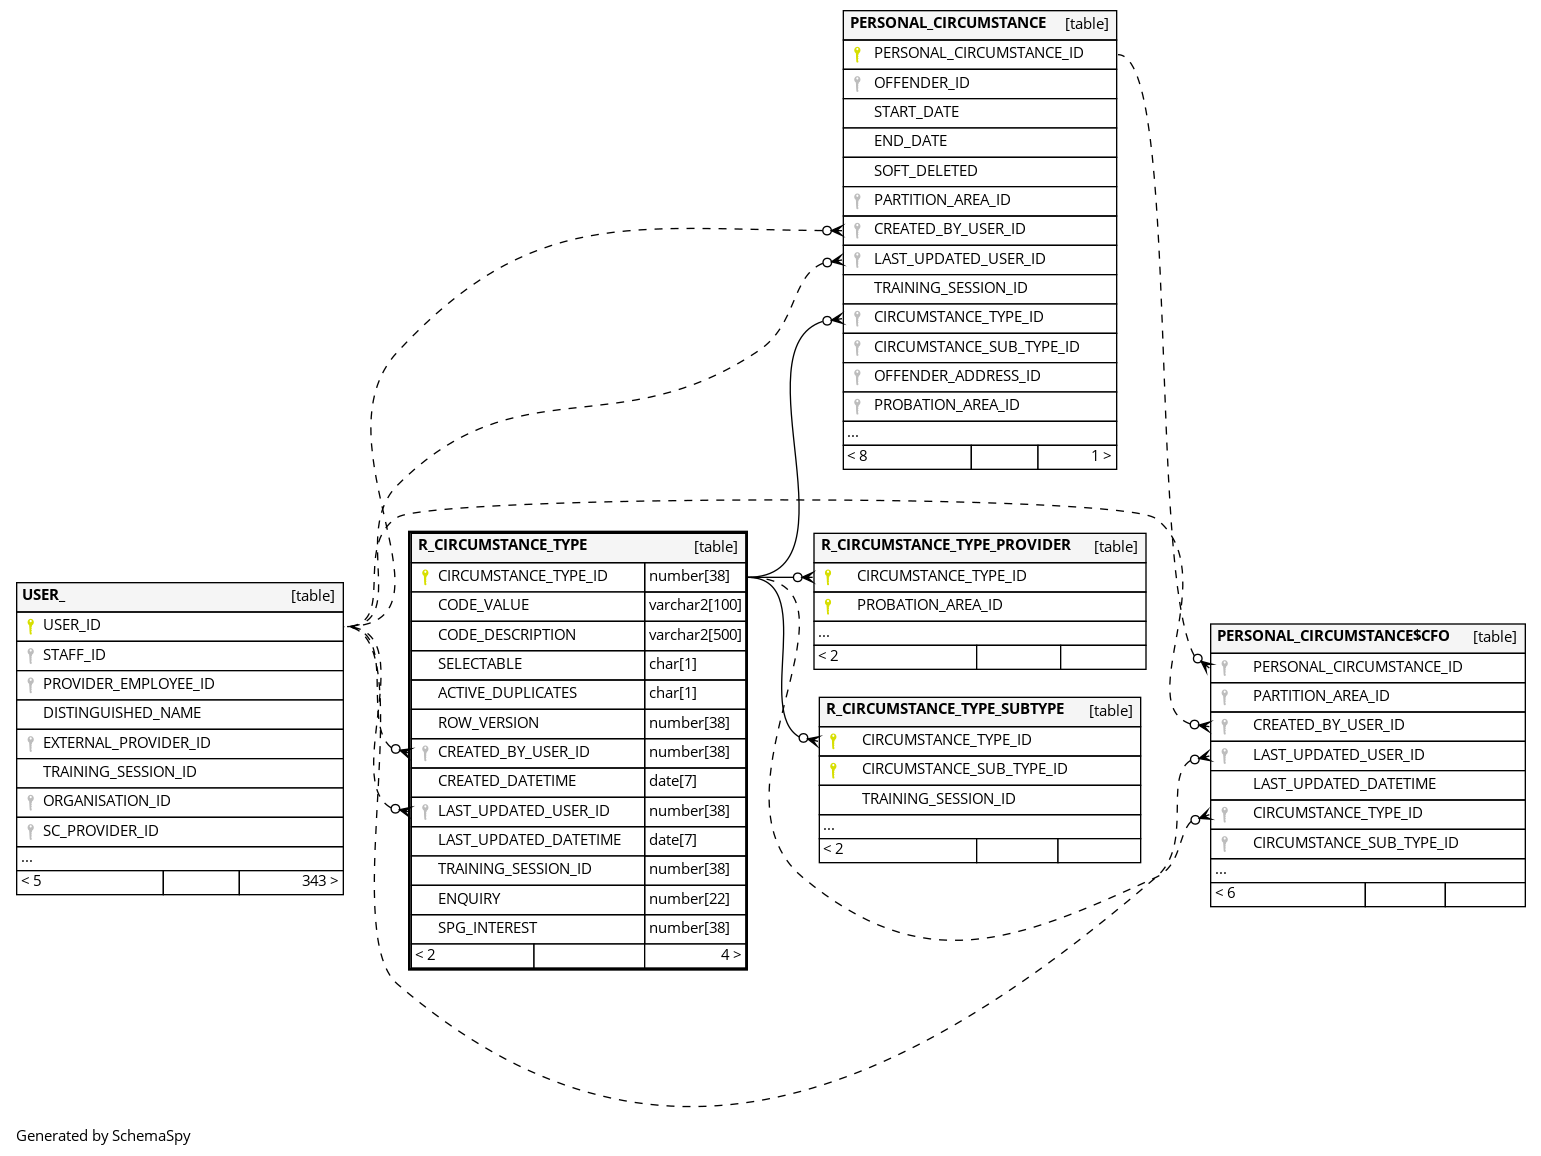 PERSONAL_CIRCUMSTANCE [table]
PERSONAL_CIRCUMSTANCE_ID
OFFENDER_ID
START_DATE
END_DATE
SOFT_DELETED
PARTITION_AREA_ID
CREATED_BY_USER_ID
LAST_UPDATED_USER_ID
TRAINING_SESSION_ID
CIRCUMSTANCE_TYPE_ID
CIRCUMSTANCE_SUB_TYPE_ID
OFFENDER_ADDRESS_ID
PROBATION_AREA_ID
...
< 8 1 >
USER_ [table]
USER_ID
STAFF_ID
PROVIDER_EMPLOYEE_ID
DISTINGUISHED_NAME
EXTERNAL_PROVIDER_ID
TRAINING_SESSION_ID
ORGANISATION_ID
SC_PROVIDER_ID
...
< 5 343 >
R_CIRCUMSTANCE_TYPE [table]
CIRCUMSTANCE_TYPE_ID number[38]
CODE_VALUE varchar2[100]
CODE_DESCRIPTION varchar2[500]
SELECTABLE char[1]
ACTIVE_DUPLICATES char[1]
ROW_VERSION number[38]
CREATED_BY_USER_ID number[38]
CREATED_DATETIME date[7]
LAST_UPDATED_USER_ID number[38]
LAST_UPDATED_DATETIME date[7]
TRAINING_SESSION_ID number[38]
ENQUIRY number[22]
SPG_INTEREST number[38]
< 2 4 >
R_CIRCUMSTANCE_TYPE_PROVIDER [table]
CIRCUMSTANCE_TYPE_ID
PROBATION_AREA_ID
...
< 2
R_CIRCUMSTANCE_TYPE_SUBTYPE [table]
CIRCUMSTANCE_TYPE_ID
CIRCUMSTANCE_SUB_TYPE_ID
TRAINING_SESSION_ID
...
< 2
PERSONAL_CIRCUMSTANCE$CFO [table]
PERSONAL_CIRCUMSTANCE_ID
PARTITION_AREA_ID
CREATED_BY_USER_ID
LAST_UPDATED_USER_ID
LAST_UPDATED_DATETIME
CIRCUMSTANCE_TYPE_ID
CIRCUMSTANCE_SUB_TYPE_ID
...
< 6
Generated by SchemaSpy